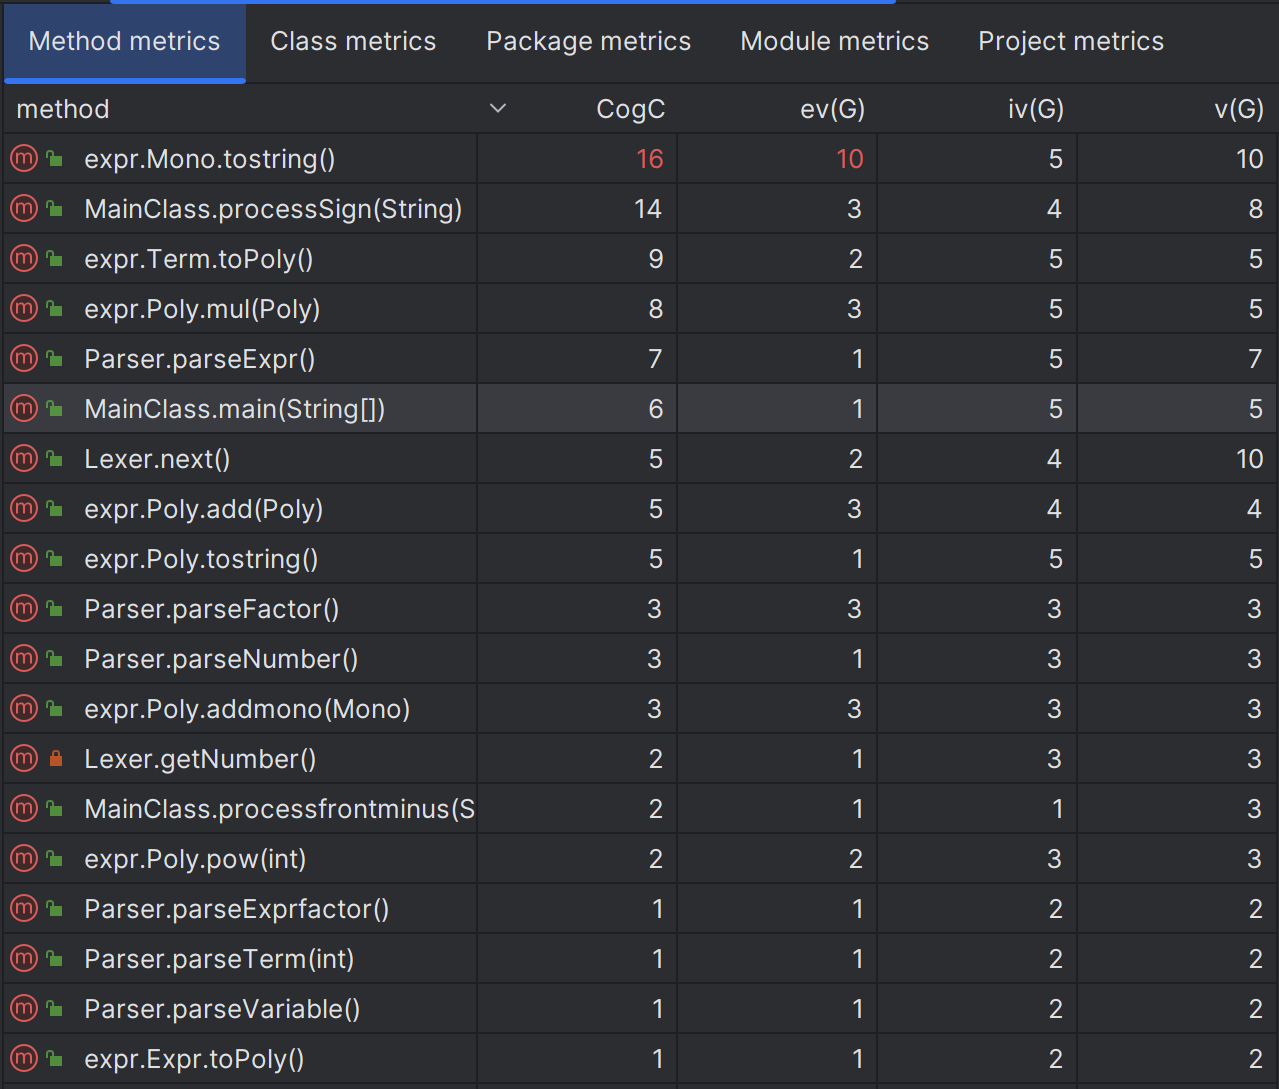 Method metrics Class metrics Package metrics Module metrics Project metrics
method CogC ev(G) iv(G) v(G)
expr.Mono.tostring() 16 10 5 10
MainClass.processSign(String) 14 3 4 8
expr.Term.toPoly() 9 2 5 5
expr.Poly.mul(Poly) 8 3 5 5
Parser.parseExpr() 7 1 5 7
MainClass.main(String[]) 6 1 5 5
Lexer.next() 5 2 4 10
expr.Poly.add(Poly) 5 3 4 4
expr.Poly.tostring() 5 1 5 5
Parser.parseFactor() 3 3 3 3
Parser.parseNumber() 3 1 3 3
expr.Poly.addmono(Mono) 3 3 3 3
Lexer.getNumber() 2 1 3 3
MainClass.processfrontminus(S 2 1 1 3
expr.Poly.pow(int) 2 2 3 3
Parser.parseExprfactor() 1 1 2 2
Parser.parseTerm(int) 1 1 2 2
Parser.parseVariable() 1 1 2 2
expr.Expr.toPoly() 1 1 2 2